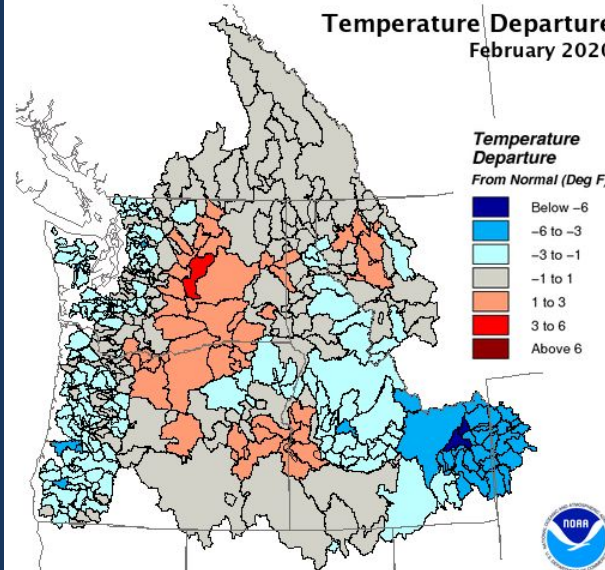 Temperature Departure
February 2020
Temperature
Departure
From Normal (Deg F)
Below −6
−6 to −3
−3 to −1
−1 to 1
1 to 3
3 to 6
Above 6
NOAA